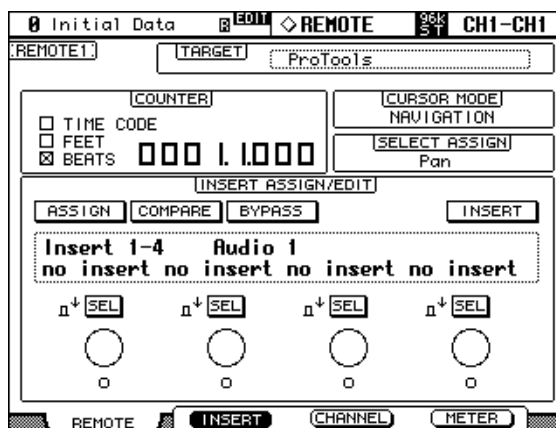 0 Initial Data EDIT REMOTE 96k ST CH1-CH1
REMOTE1 TARGET ProTools
COUNTER
TIME CODE
FEET
BEATS 000 1.1.000
CURSOR MODE
NAVIGATION
SELECT ASSIGN
Pan
INSERT ASSIGN/EDIT
ASSIGN COMPARE BYPASS INSERT
Insert 1-4 Audio 1
no insert no insert no insert no insert
SEL SEL SEL SEL
REMOTE INSERT CHANNEL METER